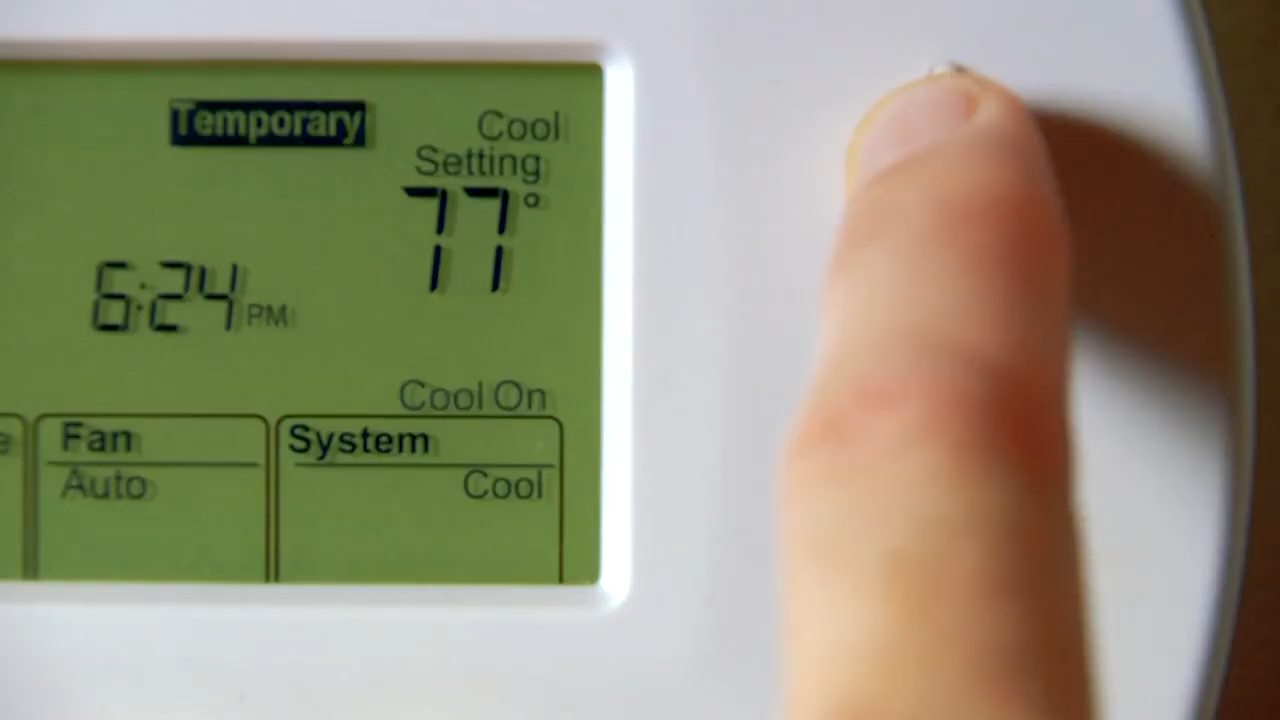 Temporary
Cool
Setting
77°
6:24 PM
Cool On
Fan
Auto
System
Cool